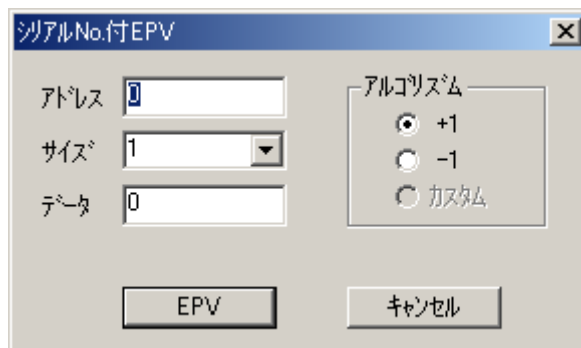 ｼﾘｱﾙNo.付EPV
ｱﾄﾞﾚｽ 0
ｻｲｽﾞ 1
ﾃﾞｰﾀ 0
ｱﾙｺﾞﾘｽﾞﾑ
+1
-1
ｶｽﾀﾑ
EPV ｷｬﾝｾﾙ